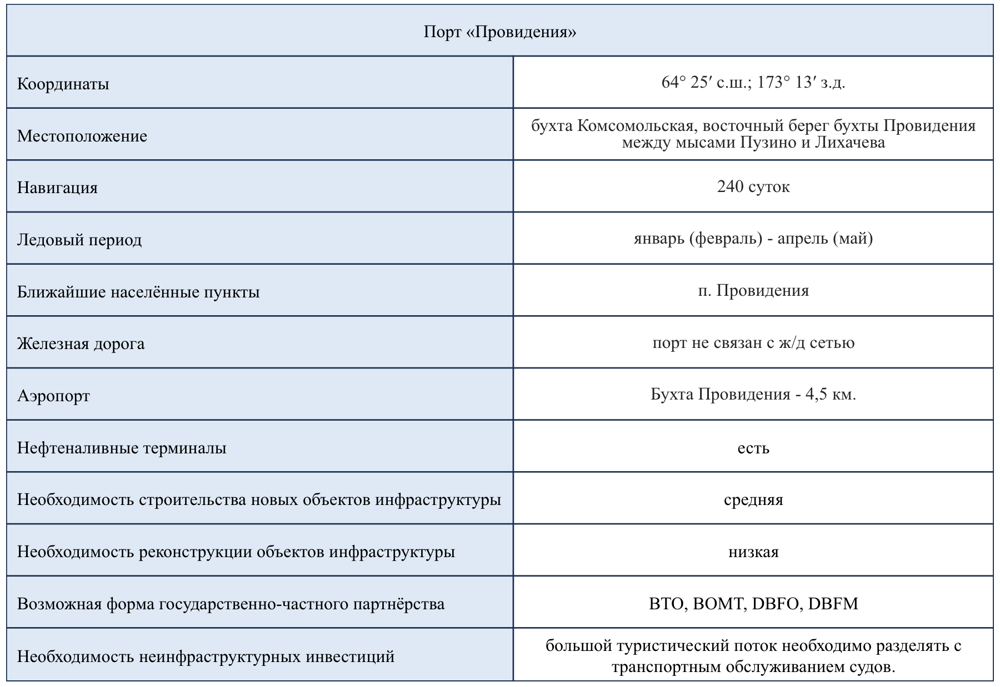 Порт «Провидения»
Координаты
64° 25′ с.ш.; 173° 13′ з.д.
Местоположение
бухта Комсомольская, восточный берег бухты Провидения
между мысами Пузино и Лихачева
Навигация
240 суток
Ледовый период
январь (февраль) - апрель (май)
Ближайшие населённые пункты
п. Провидения
Железная дорога
порт не связан с ж/д сетью
Аэропорт
Бухта Провидения - 4,5 км.
Нефтеналивные терминалы
есть
Необходимость строительства новых объектов инфраструктуры
средняя
Необходимость реконструкции объектов инфраструктуры
низкая
Возможная форма государственно-частного партнёрства
BTO, BOMT, DBFO, DBFM
Необходимость неинфраструктурных инвестиций
большой туристический поток необходимо разделять с
транспортным обслуживанием судов.